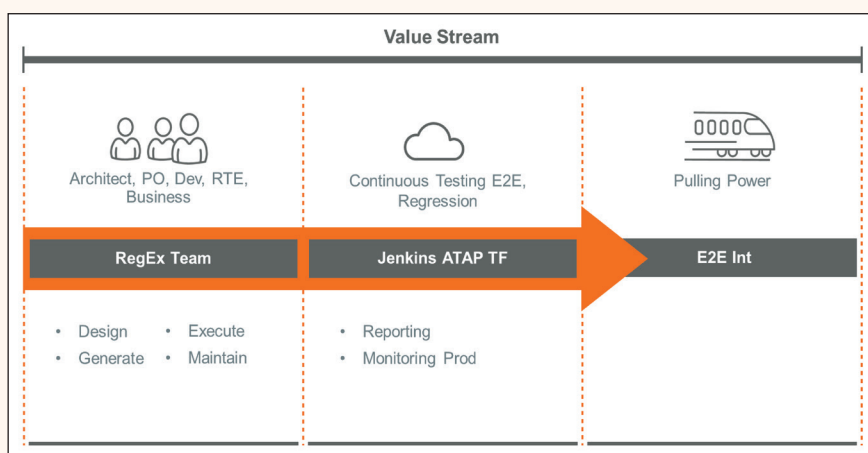 Value Stream
Architect, PO, Dev, RTE,
Business
Continuous Testing E2E,
Regression
Pulling Power
RegEx Team
Jenkins ATAP TF
E2E Int
• Design
• Execute
• Generate
• Maintain
• Reporting
• Monitoring Prod